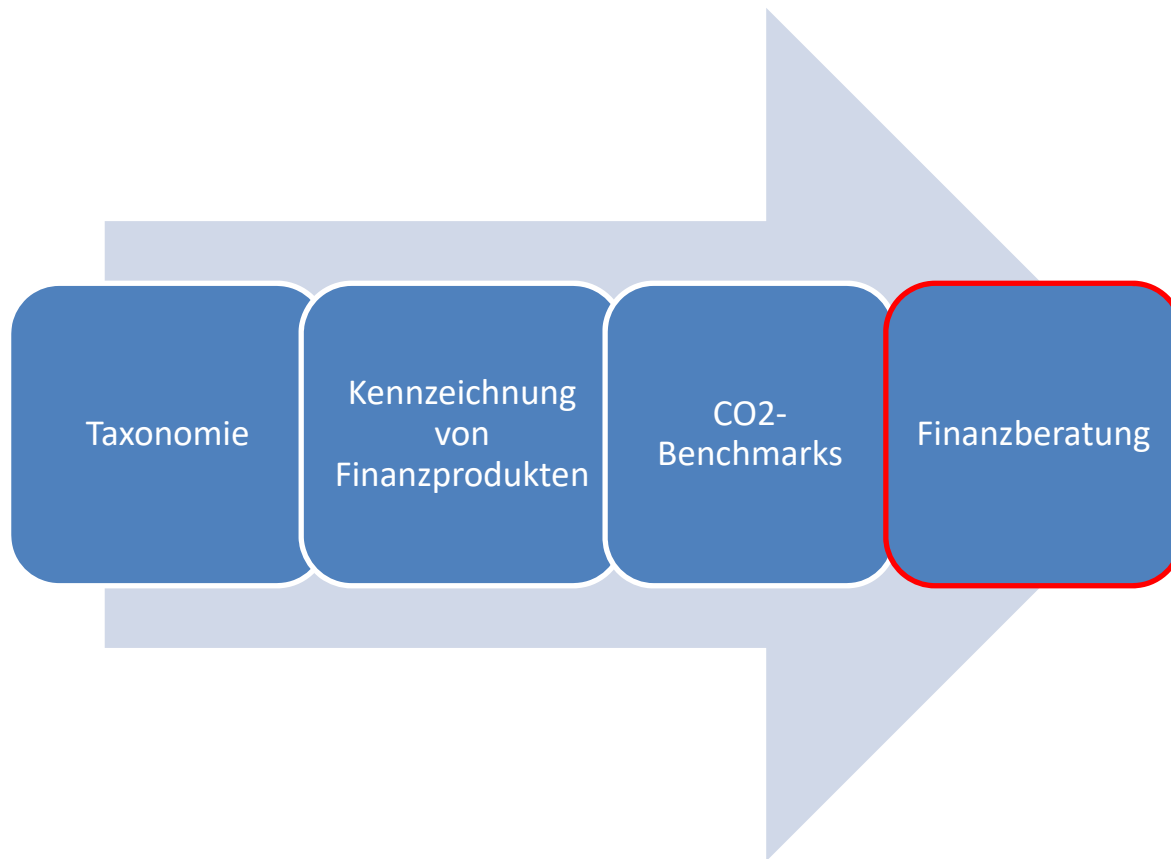 Taxonomie
Kennzeichnung
von
Finanzprodukten
CO2-
Benchmarks
Finanzberatung